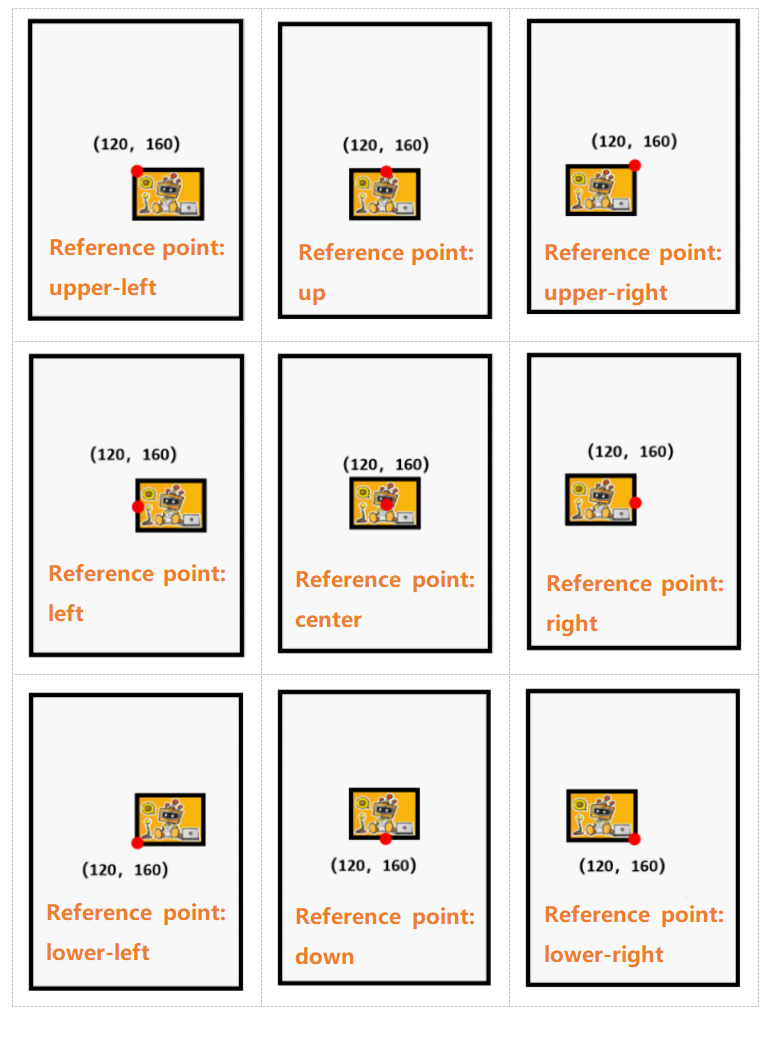 (120, 160)
Reference point:
upper-left
(120, 160)
Reference point:
up
(120, 160)
Reference point:
upper-right
(120, 160)
Reference point:
left
(120, 160)
Reference point:
center
(120, 160)
Reference point:
right
(120, 160)
Reference point:
lower-left
(120, 160)
Reference point:
down
(120, 160)
Reference point:
lower-right